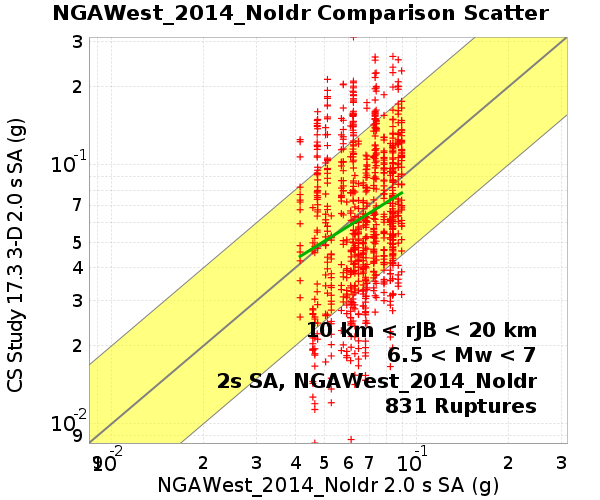 NGAWest_2014_NoIdr Comparison Scatter
CS Study 17.3 3-D 2.0 s SA (g)
3
2
10^-1
7
5
4
3
2
10^-2
9
10 km < rJB < 20 km
6.5 < Mw < 7
2s SA, NGAWest_2014_NoIdr
831 Ruptures
9 10^-2 2 3 4 5 6 7 10^-1 2 3
NGAWest_2014_NoIdr 2.0 s SA (g)